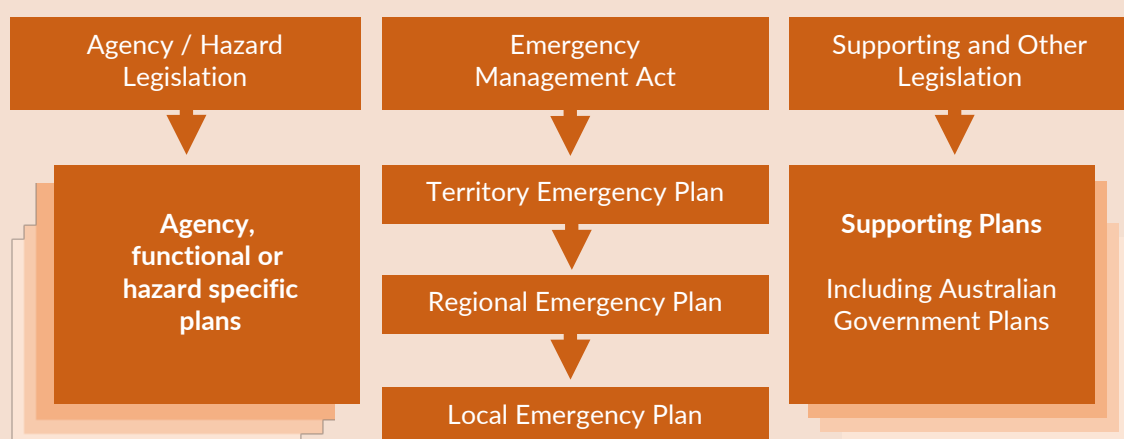 Agency / Hazard
Legislation
Emergency
Management Act
Supporting and Other
Legislation
Agency,
functional or
hazard specific
plans
Territory Emergency Plan
Regional Emergency Plan
Local Emergency Plan
Supporting Plans
Including Australian
Government Plans